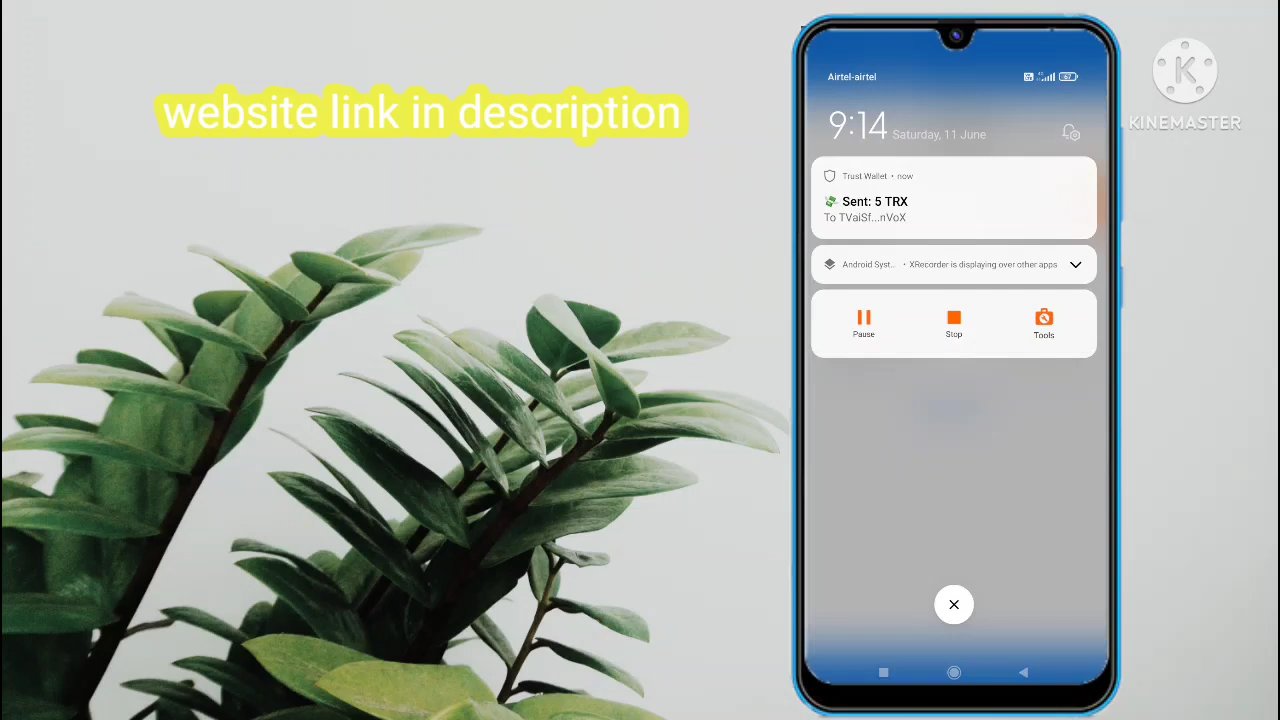 website link in description
KINEMASTER
Airtel-airtel
67
9:14 Saturday, 11 June
Trust Wallet • now
Sent: 5 TRX
To TVaiSf...nVoX
Android Syst... • XRecorder is displaying over other apps
Pause Stop Tools